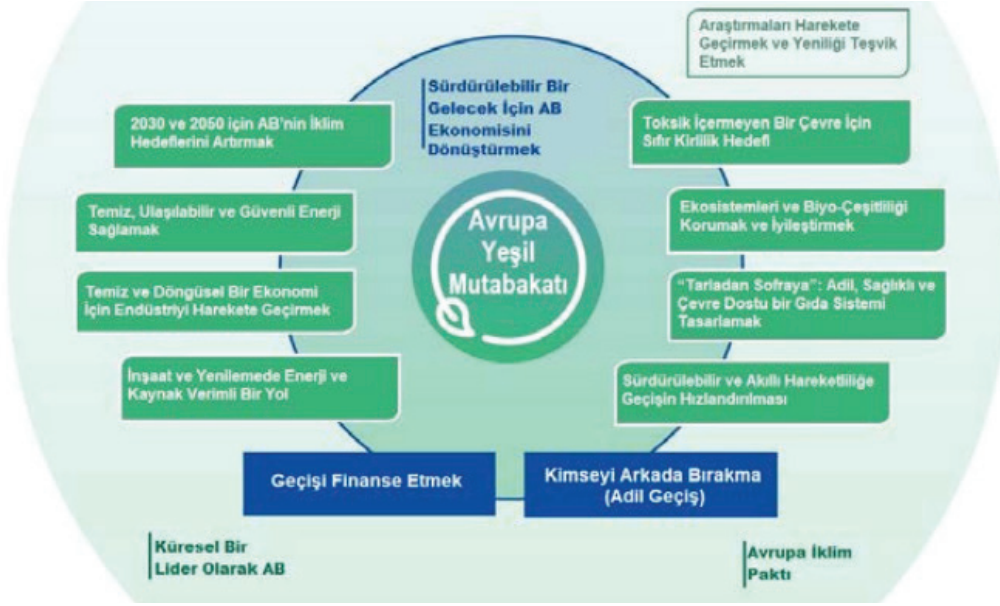 Araştırmaları Harekete
Geçirmek ve Yeniliği Teşvik
Etmek
Sürdürülebilir Bir
Gelecek İçin AB
Ekonomisini
Dönüştürmek
2030 ve 2050 için AB'nin İklim
Hedeflerini Artırmak
Toksik İçermeyen Bir Çevre İçin
Sıfır Kirlilik Hedefi
Temiz, Ulaşılabilir ve Güvenli Enerji
Sağlamak
Avrupa
Yeşil
Mutabakatı
Ekosistemleri ve Biyo-Çeşitliliği
Korumak ve İyileştirmek
Temiz ve Döngüsel Bir Ekonomi
İçin Endüstriyi Harekete Geçirmek
“Tarladan Sofraya”: Adil, Sağlıklı ve
Çevre Dostu bir Gıda Sistemi
Tasarlamak
İnşaat ve Yenilemede Enerji ve
Kaynak Verimli Bir Yol
Sürdürülebilir ve Akıllı Hareketliliğe
Geçişin Hızlandırılması
Geçişi Finanse Etmek
Kimseyi Arkada Bırakma
(Adil Geçiş)
Küresel Bir
Lider Olarak AB
Avrupa İklim
Paktı